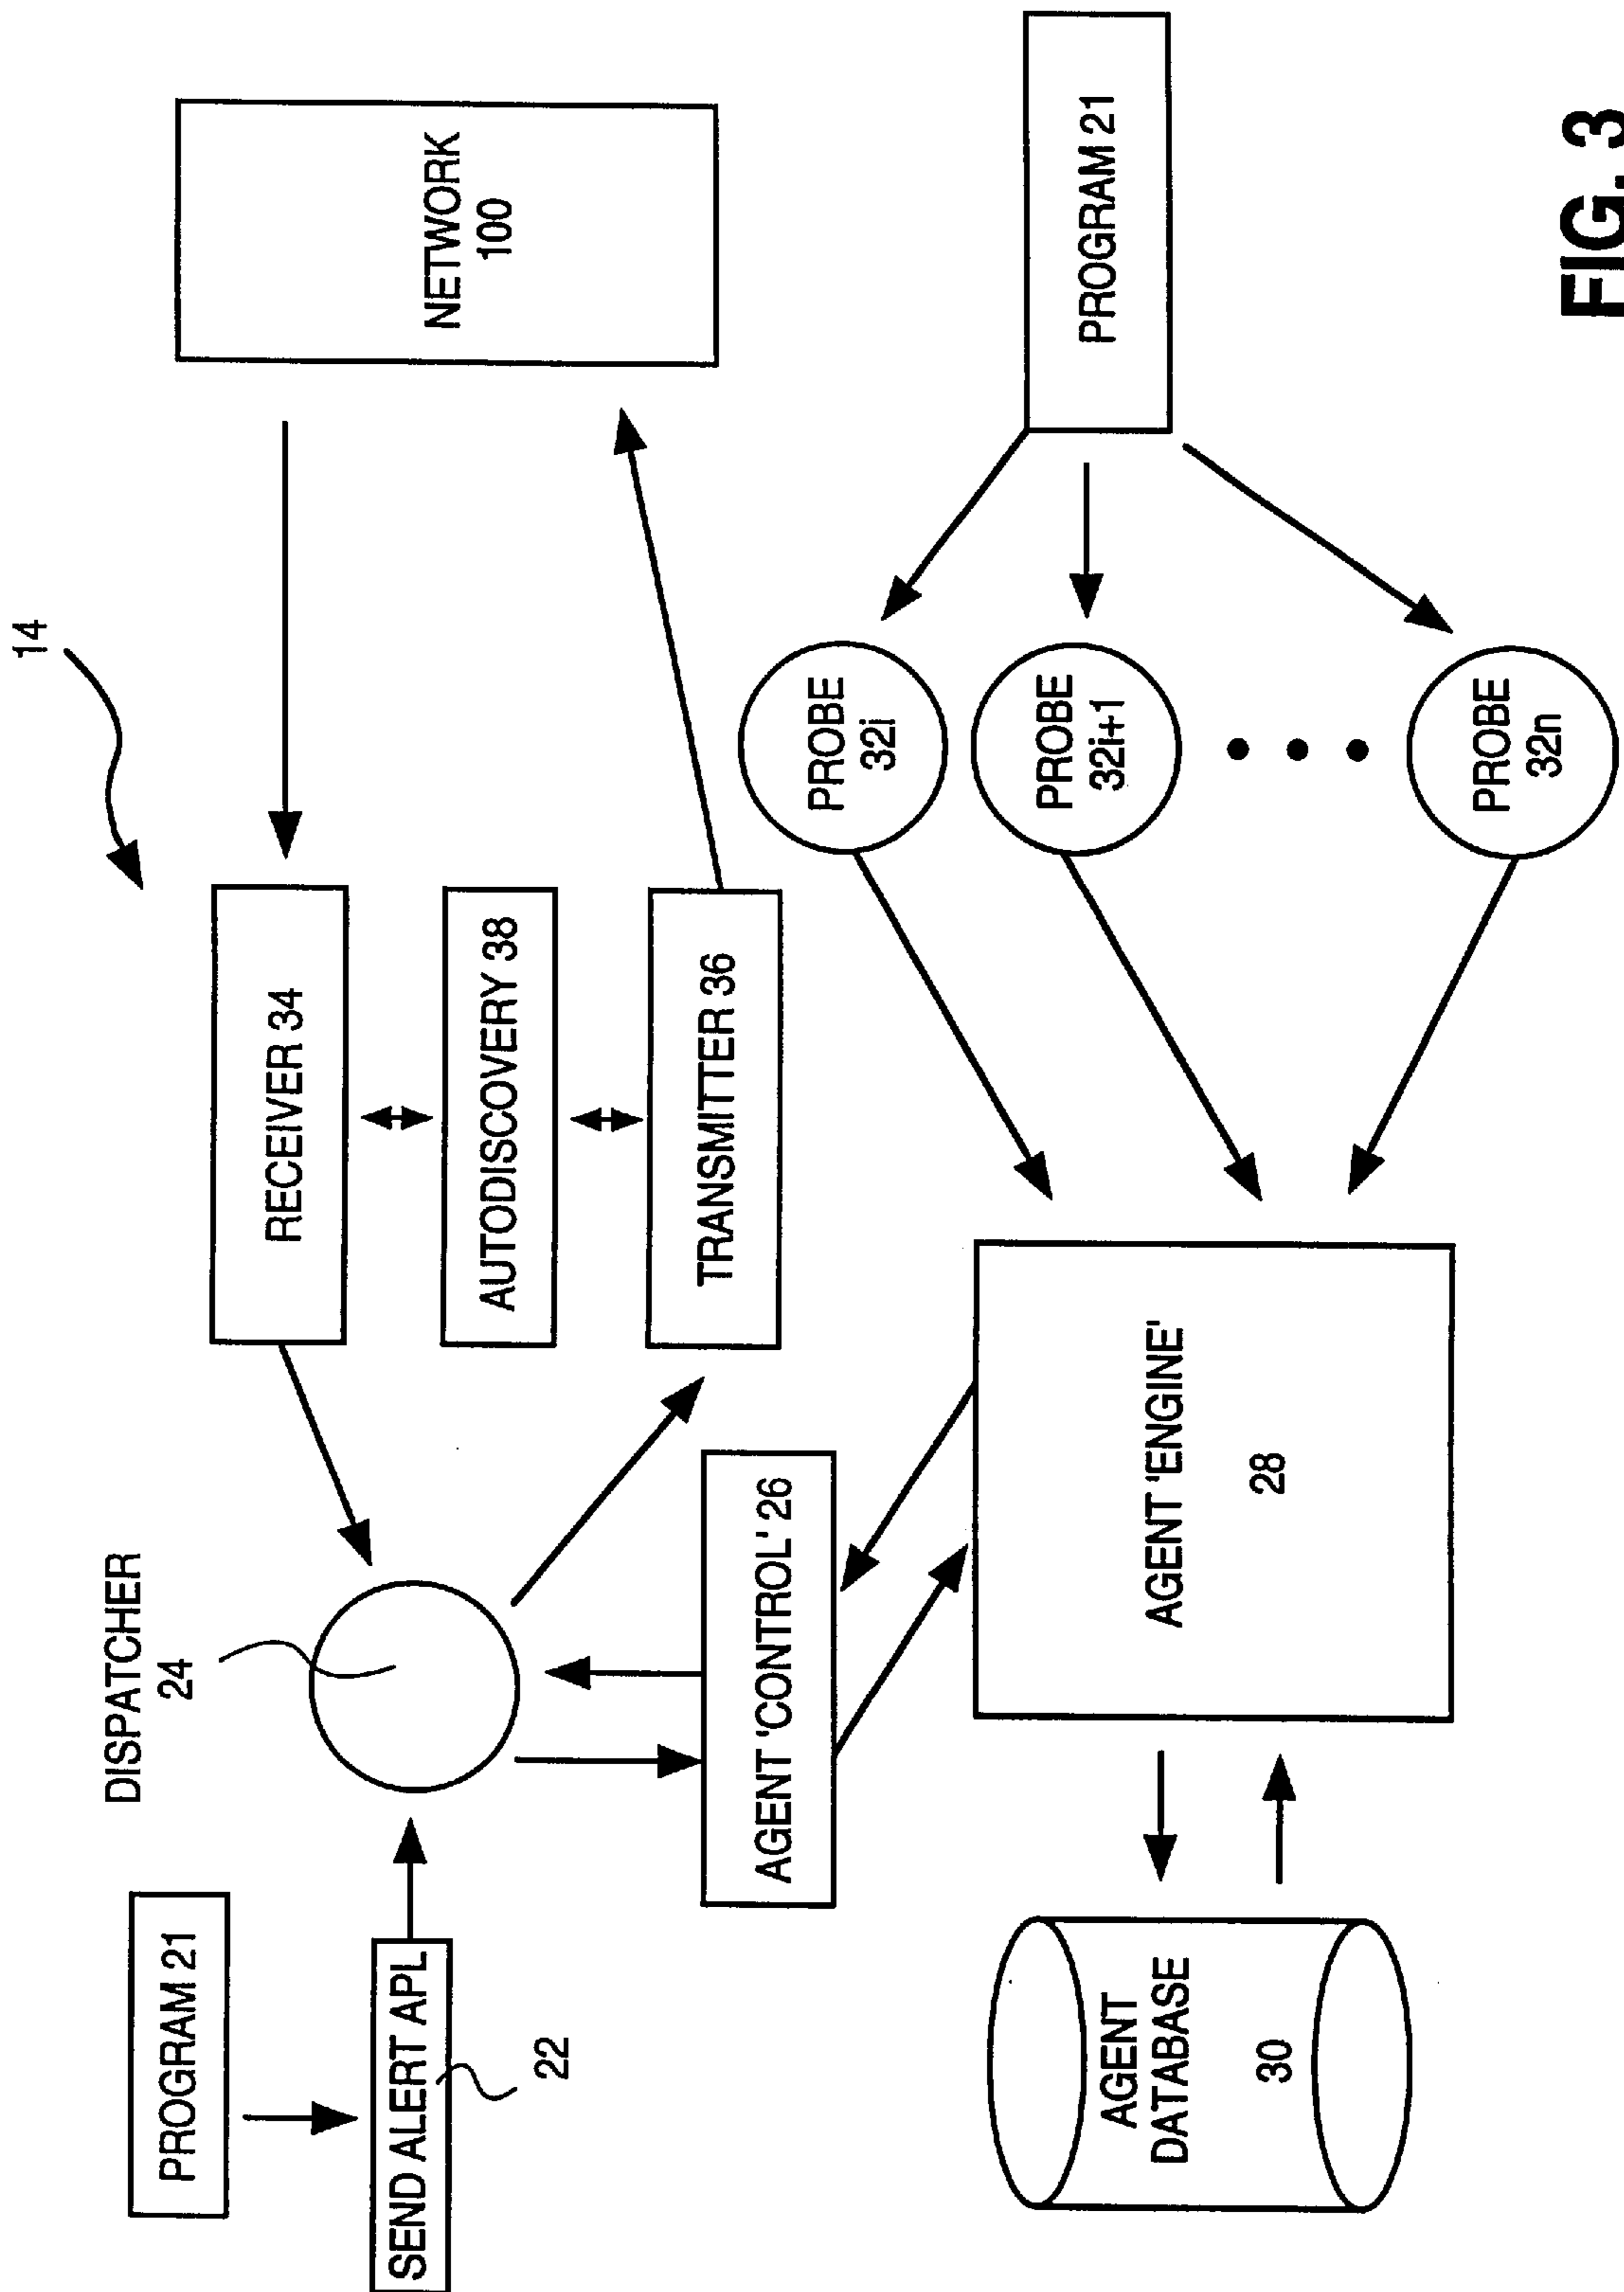 14
DISPATCHER
24
PROGRAM 21
SEND ALERT APL
22
RECEIVER 34
AUTODISCOVERY 38
TRANSMITTER 36
NETWORK
100
AGENT 'CONTROL' 26
AGENT
DATABASE
30
AGENT 'ENGINE'
28
PROBE
32i
PROBE
32i+1
PROBE
32n
PROGRAM 21
FIG. 3